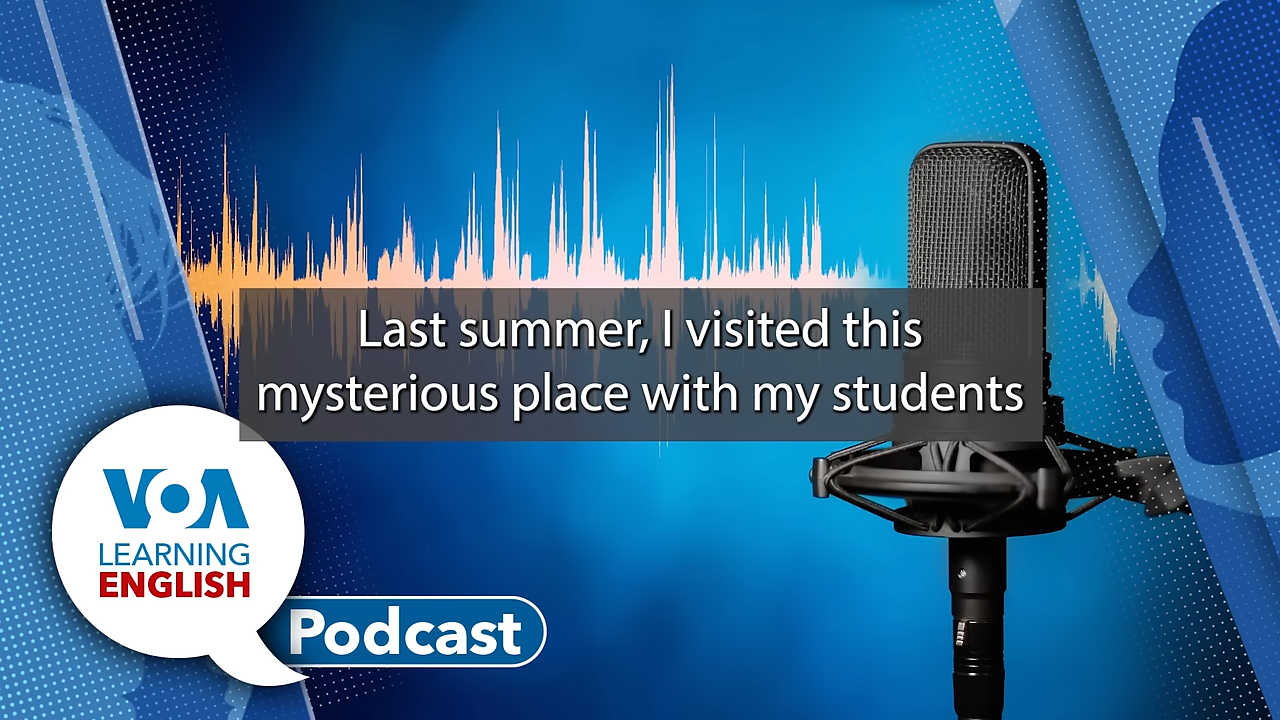 Last summer, I visited this
mysterious place with my students
VOA
LEARNING
ENGLISH
Podcast